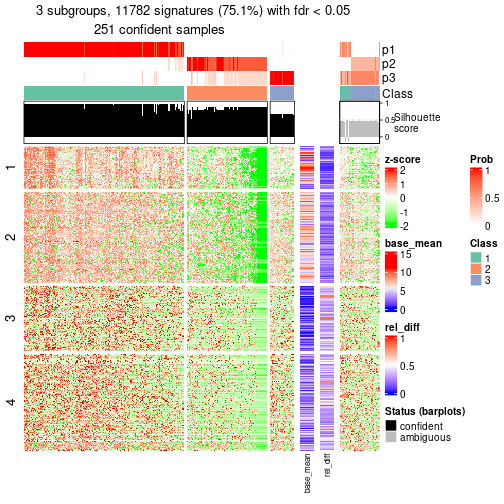 3 subgroups, 11782 signatures (75.1%) with fdr < 0.05
251 confident samples
p1
p2
p3
Class
1
0.5
0
Silhouette
score
1
2
3
4
base_mean
rel_diff
z-score
2
1
0
-1
-2
base_mean
15
10
5
0
rel_diff
1
0.5
0
Status (barplots)
confident
ambiguous
Prob
1
0.5
0
Class
1
2
3